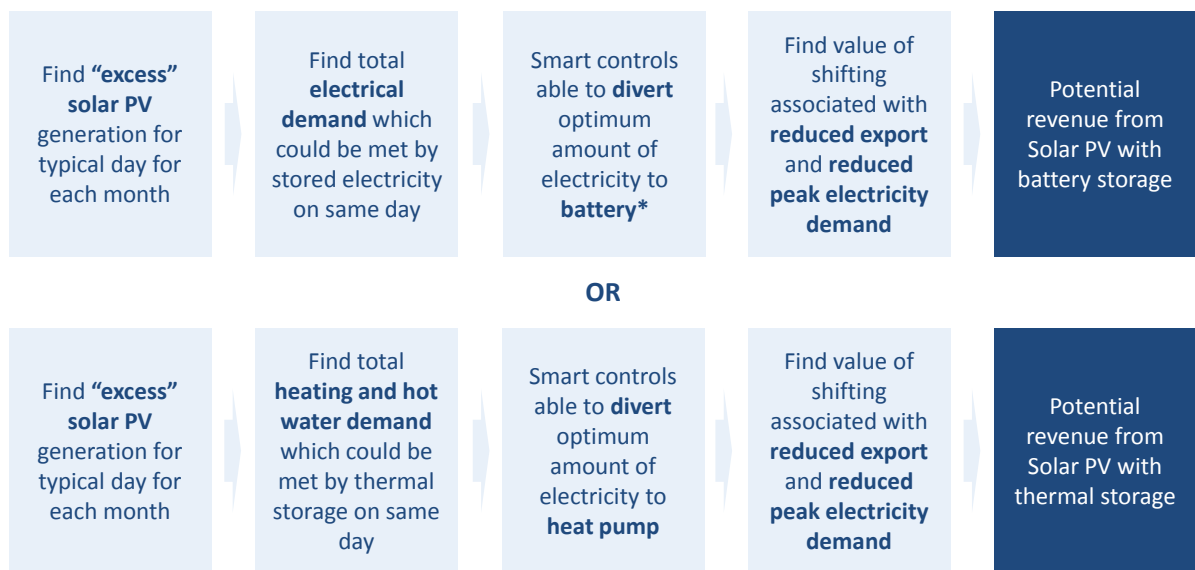 Find “excess”
solar PV
generation for
typical day for
each month
Find total
electrical
demand which
could be met by
stored electricity
on same day
Smart controls
able to divert
optimum
amount of
electricity to
battery*
Find value of
shifting
associated with
reduced export
and reduced
peak electricity
demand
Potential
revenue from
Solar PV with
battery storage
OR
Find “excess”
solar PV
generation for
typical day for
each month
Find total
heating and hot
water demand
which could be
met by thermal
storage on same
day
Smart controls
able to divert
optimum
amount of
electricity to
heat pump
Find value of
shifting
associated with
reduced export
and reduced
peak electricity
demand
Potential
revenue from
Solar PV with
thermal storage